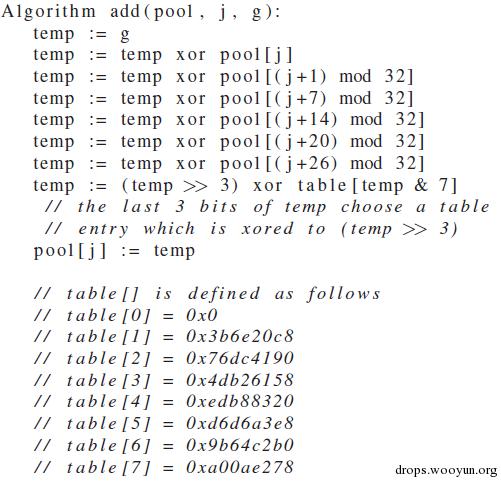 Algorithm add(pool, j, g):
temp := g
temp := temp xor pool[j]
temp := temp xor pool[(j+1) mod 32]
temp := temp xor pool[(j+7) mod 32]
temp := temp xor pool[(j+14) mod 32]
temp := temp xor pool[(j+20) mod 32]
temp := temp xor pool[(j+26) mod 32]
temp := (temp >> 3) xor table[temp & 7]
// the last 3 bits of temp choose a table
// entry which is xored to (temp >> 3)
pool[j] := temp
// table[] is defined as follows
// table[0] = 0x0
// table[1] = 0x3b6e20c8
// table[2] = 0x76dc4190
// table[3] = 0x4db26158
// table[4] = 0xedb88320
// table[5] = 0xd6d6a3e8
// table[6] = 0x9b64c2b0
// table[7] = 0xa00ae278
drops.wooyun.org